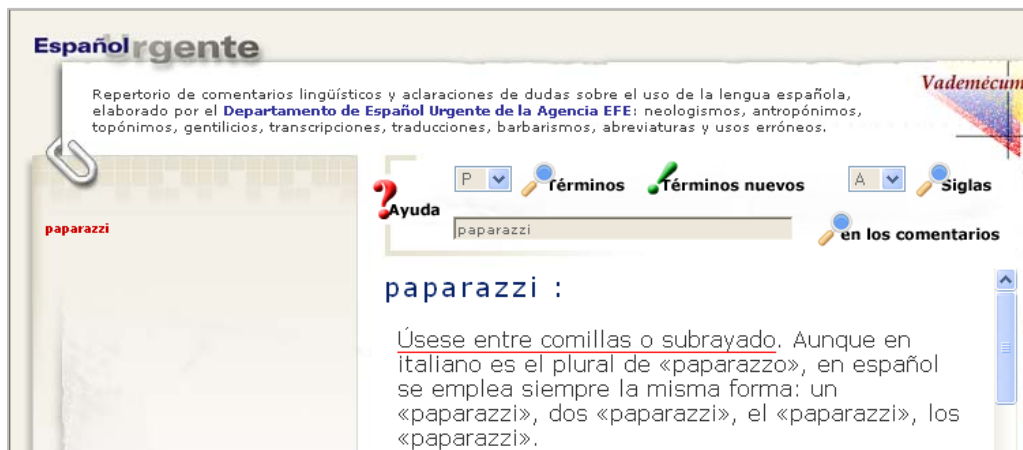 Español Urgente
Vademécum
Repertorio de comentarios lingüísticos y aclaraciones de dudas sobre el uso de la lengua española,
elaborado por el Departamento de Español Urgente de la Agencia EFE: neologismos, antropónimos,
topónimos, gentilicios, transcripciones, traducciones, barbarismos, abreviaturas y usos erróneos.
paparazzi
Ayuda
P Términos Términos nuevos A Siglas
paparazzi en los comentarios
paparazzi :
Úsese entre comillas o subrayado. Aunque en
italiano es el plural de «paparazzo», en español
se emplea siempre la misma forma: un
«paparazzi», dos «paparazzi», el «paparazzi», los
«paparazzi».